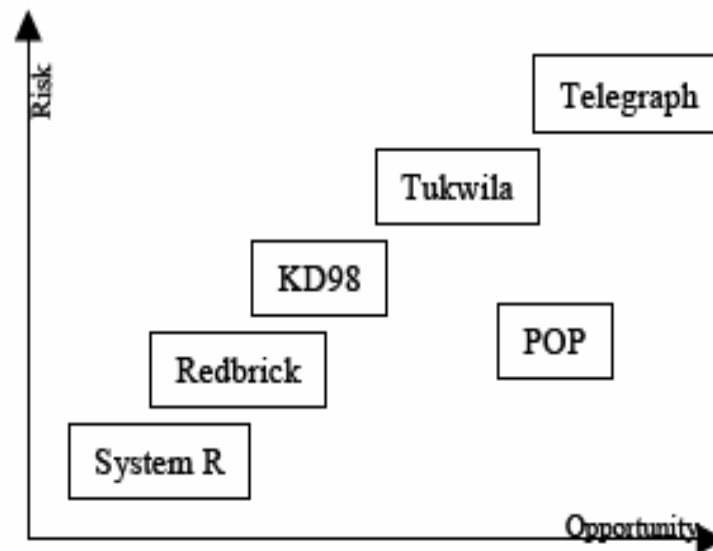 Risk
Telegraph
Tukwila
KD98
POP
Redbrick
System R
Opportunity